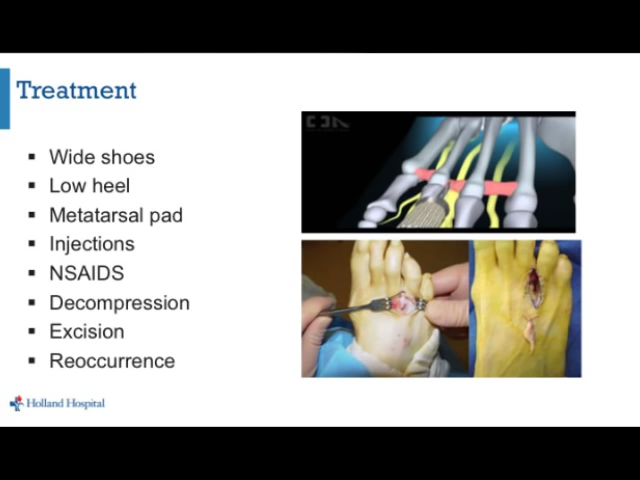 Treatment
Wide shoes
Low heel
Metatarsal pad
Injections
NSAIDS
Decompression
Excision
Reoccurrence
Holland Hospital